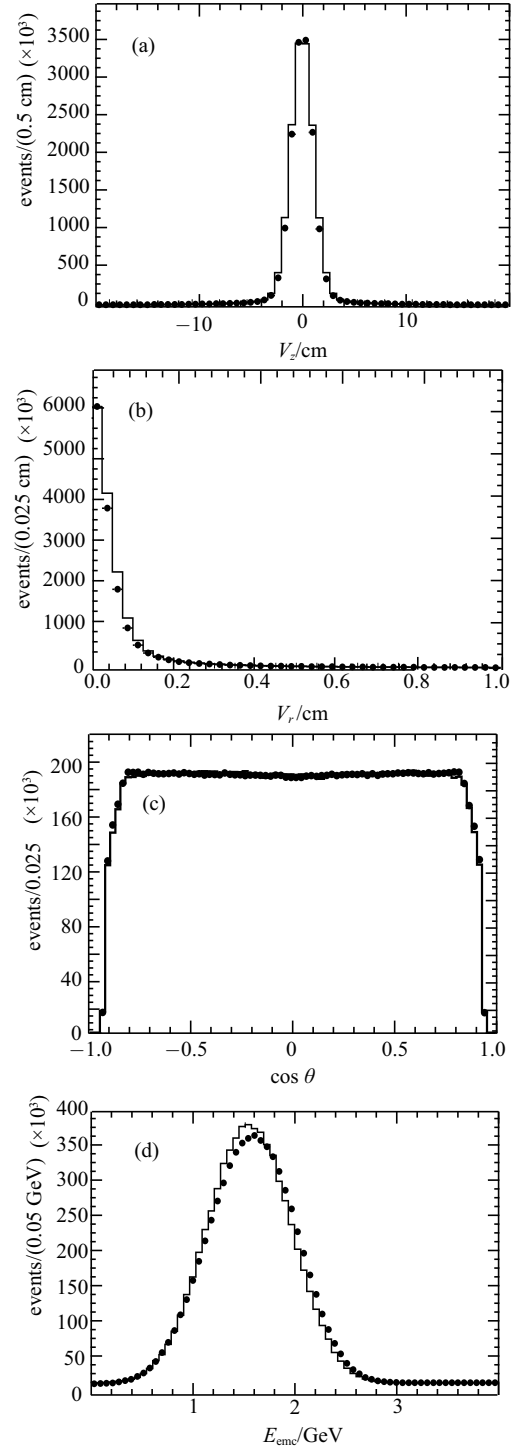 (a)
events/(0.5 cm) (×10³)
3500
3000
2500
2000
1500
1000
500
0
−10 0 10
V_z/cm
(b)
events/(0.025 cm) (×10³)
6000
5000
4000
3000
2000
1000
0
0.0 0.2 0.4 0.6 0.8 1.0
V_r/cm
(c)
events/0.025 (×10³)
200
160
120
80
40
0
−1.0 −0.5 0 0.5 1.0
cos θ
(d)
events/(0.05 GeV) (×10³)
400
350
300
250
200
150
100
50
0
1 2 3
E_emc/GeV